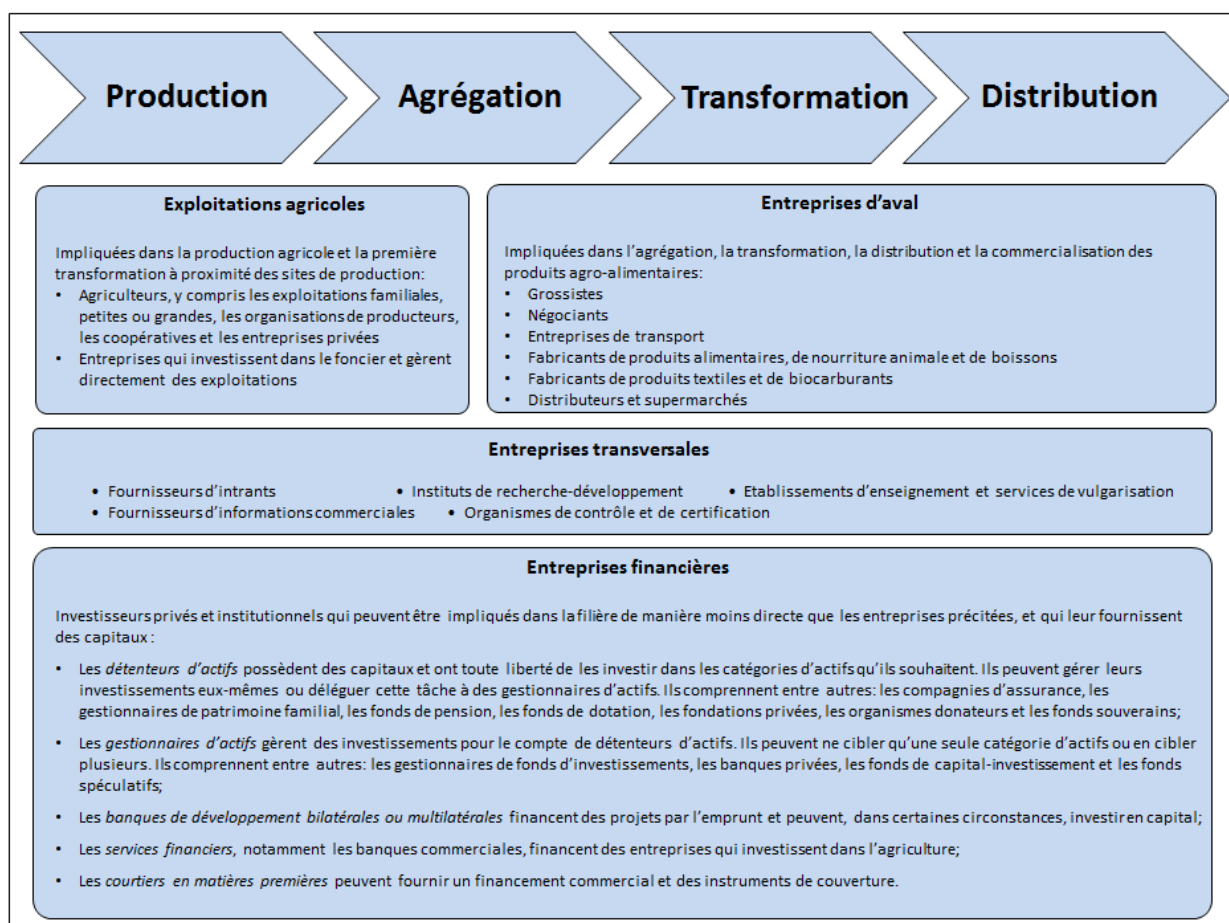 Production
Agrégation
Transformation
Distribution
Exploitations agricoles
Impliquées dans la production agricole et la première
transformation à proximité des sites de production:
• Agriculteurs, y compris les exploitations familiales,
petites ou grandes, les organisations de producteurs,
les coopératives et les entreprises privées
• Entreprises qui investissent dans le foncier et gèrent
directement des exploitations
Entreprises d'aval
Impliquées dans l'agrégation, la transformation, la distribution et la commercialisation des
produits agro-alimentaires:
• Grossistes
• Négociants
• Entreprises de transport
• Fabricants de produits alimentaires, de nourriture animale et de boissons
• Fabricants de produits textiles et de biocarburants
• Distributeurs et supermarchés
Entreprises transversales
• Fournisseurs d'intrants • Instituts de recherche-développement • Etablissements d'enseignement et services de vulgarisation
• Fournisseurs d'informations commerciales • Organismes de contrôle et de certification
Entreprises financières
Investisseurs privés et institutionnels qui peuvent être impliqués dans la filière de manière moins directe que les entreprises précitées, et qui leur fournissent
des capitaux :
• Les détenteurs d'actifs possèdent des capitaux et ont toute liberté de les investir dans les catégories d'actifs qu'ils souhaitent. Ils peuvent gérer leurs
investissements eux-mêmes ou déléguer cette tâche à des gestionnaires d'actifs. Ils comprennent entre autres: les compagnies d'assurance, les
gestionnaires de patrimoine familial, les fonds de pension, les fonds de dotation, les fondations privées, les organismes donateurs et les fonds souverains;
• Les gestionnaires d'actifs gèrent des investissements pour le compte de détenteurs d'actifs. Ils peuvent ne cibler qu'une seule catégorie d'actifs ou en cibler
plusieurs. Ils comprennent entre autres: les gestionnaires de fonds d'investissements, les banques privées, les fonds de capital-investissement et les fonds
spéculatifs;
• Les banques de développement bilatérales ou multilatérales financent des projets par l'emprunt et peuvent, dans certaines circonstances, investir en capital;
• Les services financiers, notamment les banques commerciales, financent des entreprises qui investissent dans l'agriculture;
• Les courtiers en matières premières peuvent fournir un financement commercial et des instruments de couverture.